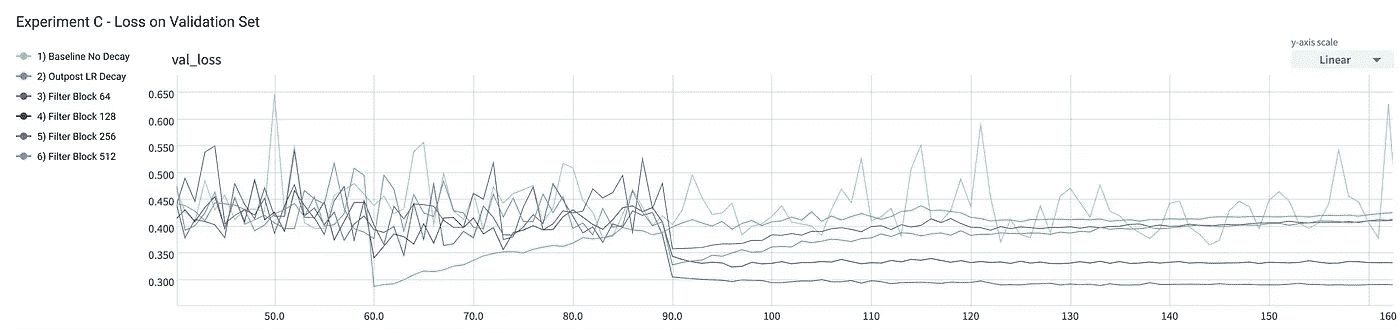 Experiment C - Loss on Validation Set
1) Baseline No Decay
2) Outpost LR Decay
3) Filter Block 64
4) Filter Block 128
5) Filter Block 256
6) Filter Block 512
val_loss
y-axis scale
Linear
0.650
0.600
0.550
0.500
0.450
0.400
0.350
0.300
50.0 60.0 70.0 80.0 90.0 100 110 120 130 140 150 160